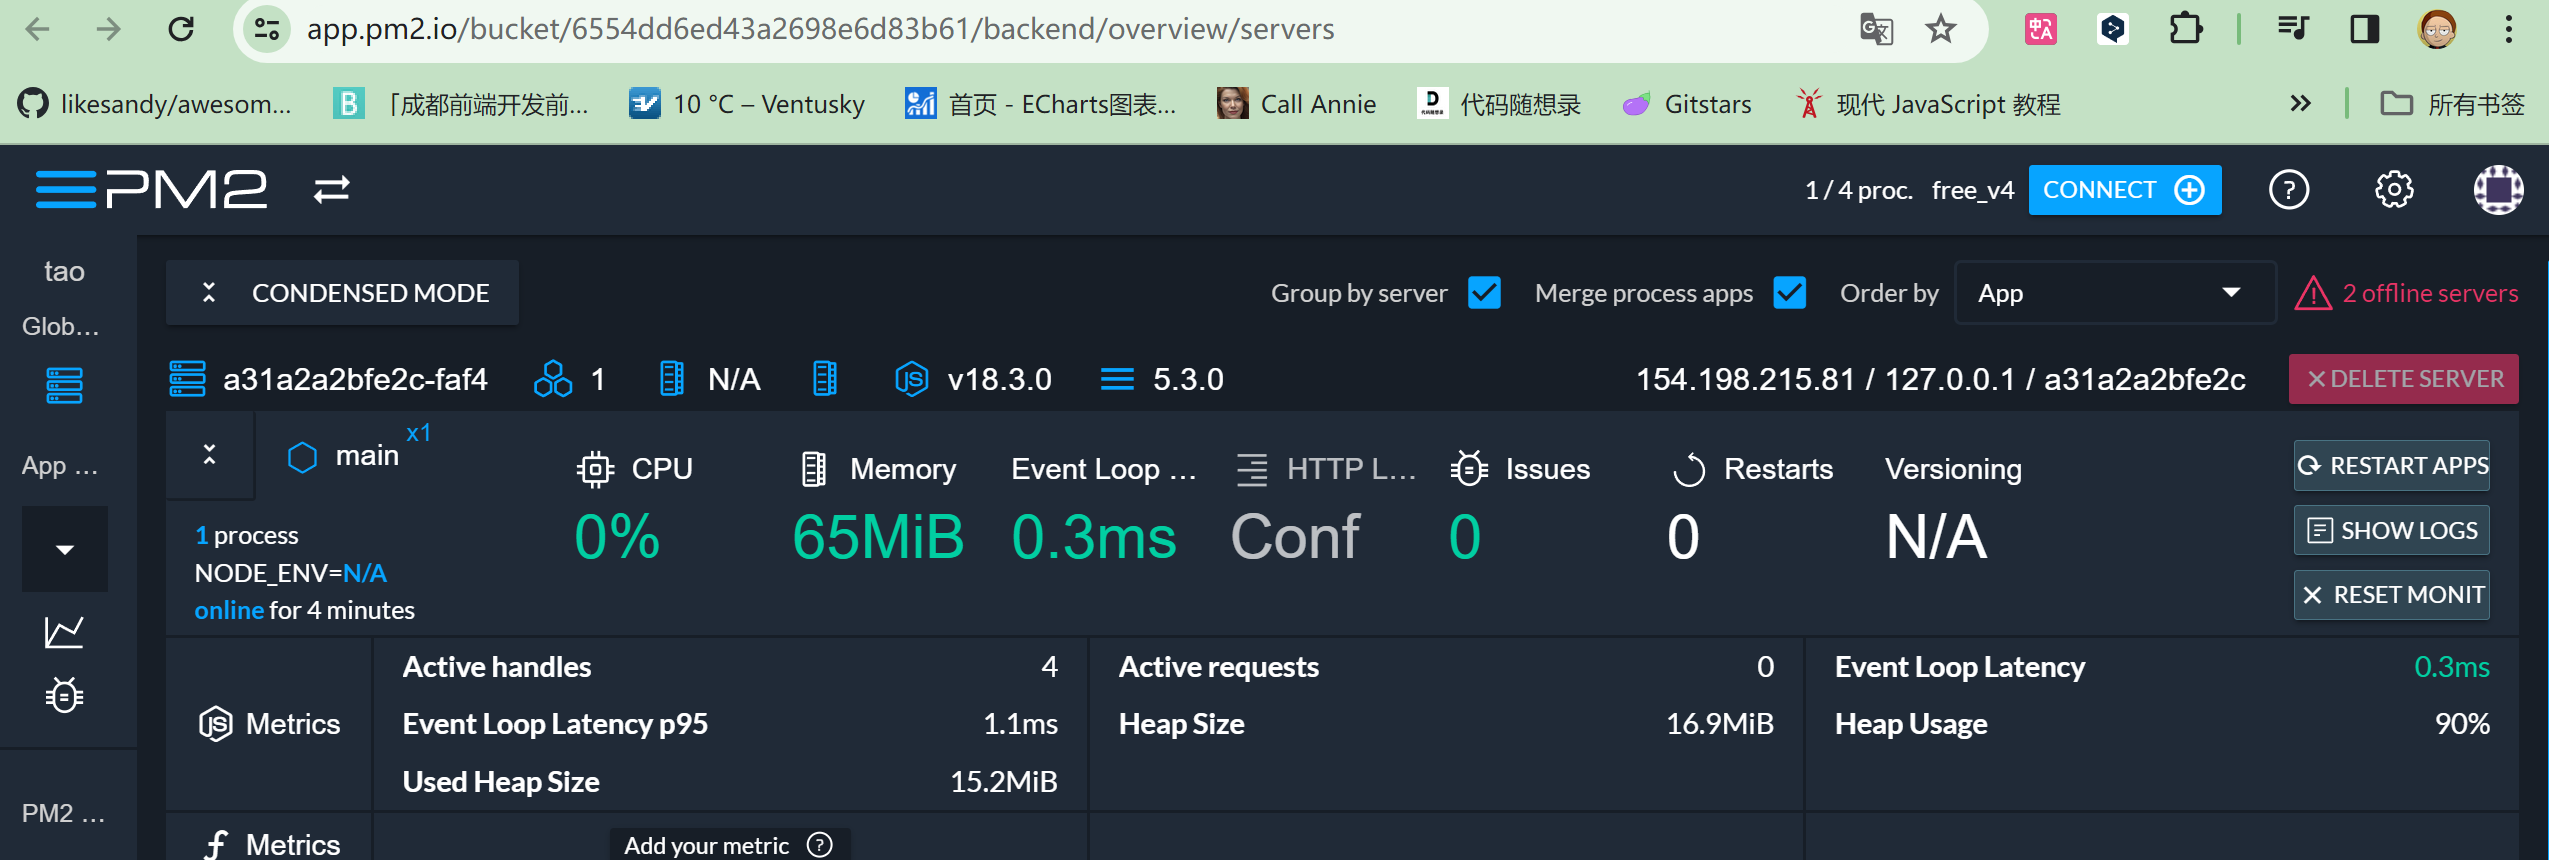 app.pm2.io/bucket/6554dd6ed43a2698e6d83b61/backend/overview/servers
likesandy/awesom...
「成都前端开发前...
10 °C – Ventusky
首页 - ECharts图表...
Call Annie
代码随想录
Gitstars
现代 JavaScript 教程
所有书签
PM2
1 / 4 proc.
free_v4
CONNECT
tao
Glob...
App ...
PM2 ...
CONDENSED MODE
Group by server
Merge process apps
Order by
App
2 offline servers
a31a2a2bfe2c-faf4
1
N/A
v18.3.0
5.3.0
154.198.215.81 / 127.0.0.1 / a31a2a2bfe2c
DELETE SERVER
main
x1
1 process
NODE_ENV=N/A
online for 4 minutes
CPU
0%
Memory
65MiB
Event Loop ...
0.3ms
HTTP L...
Conf
Issues
0
Restarts
0
Versioning
N/A
RESTART APPS
SHOW LOGS
RESET MONIT
Metrics
Active handles 4
Event Loop Latency p95 1.1ms
Used Heap Size 15.2MiB
Active requests 0
Heap Size 16.9MiB
Event Loop Latency 0.3ms
Heap Usage 90%
Metrics
Add your metric